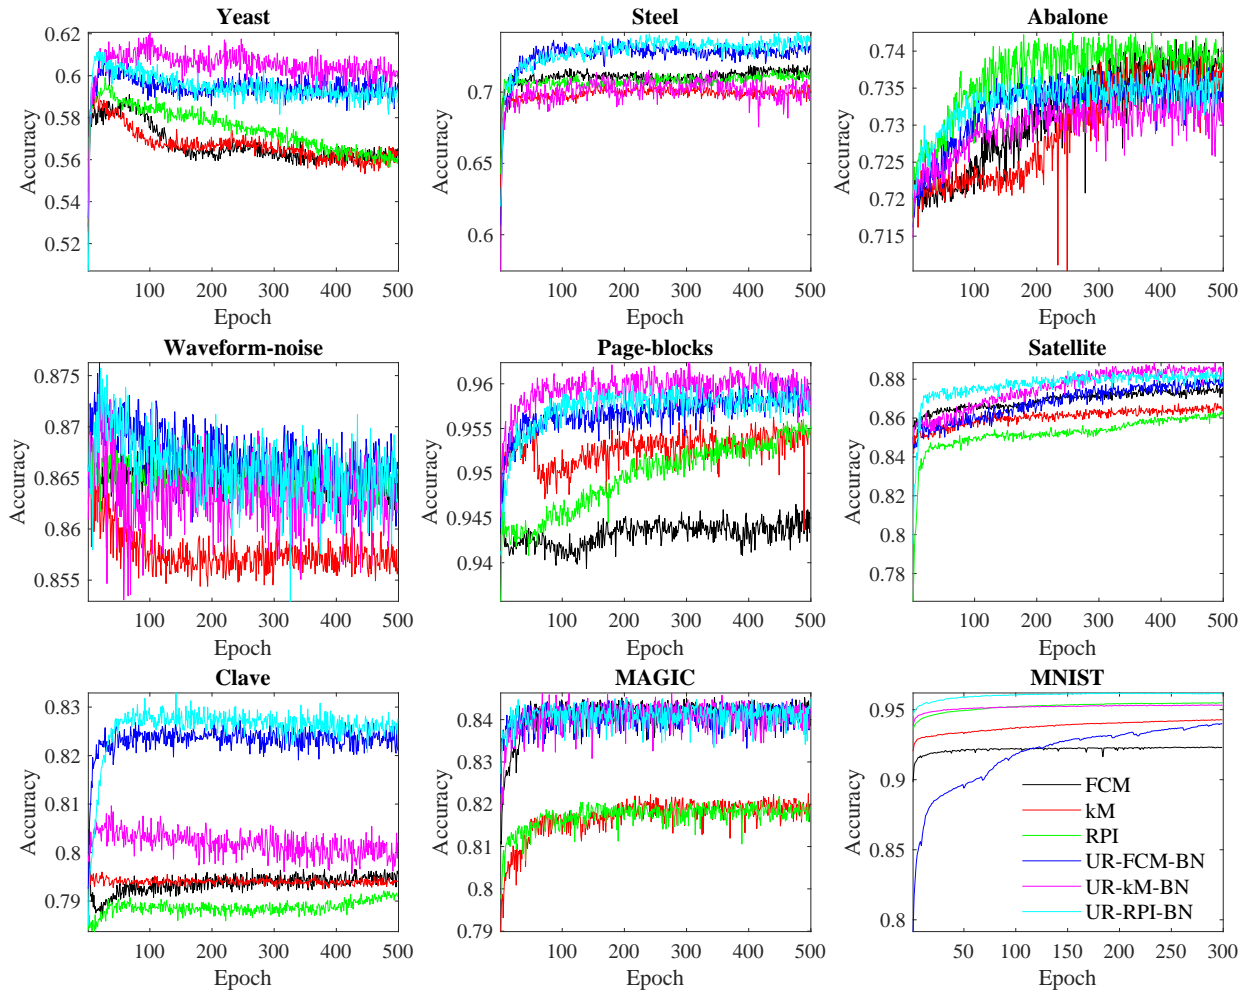 Yeast
0.62
0.6
0.58
0.56
0.54
0.52
Accuracy
100 200 300 400 500
Epoch
Steel
0.7
0.6
Accuracy
100 200 300 400 500
Epoch
Abalone
0.74
0.735
0.73
0.725
0.72
0.715
Accuracy
100 200 300 400 500
Epoch
Waveform-noise
0.875
0.87
0.865
0.86
0.855
Accuracy
100 200 300 400 500
Epoch
Page-blocks
0.96
0.955
0.95
0.945
0.94
Accuracy
100 200 300 400 500
Epoch
Satellite
0.88
0.86
0.84
0.82
0.8
0.78
Accuracy
100 200 300 400 500
Epoch
Clave
0.83
0.82
0.81
0.8
0.79
Accuracy
100 200 300 400 500
Epoch
MAGIC
0.84
0.83
0.82
0.81
0.8
0.79
Accuracy
100 200 300 400 500
Epoch
MNIST
0.95
0.9
0.85
0.8
Accuracy
FCM
kM
RPI
UR-FCM-BN
UR-kM-BN
UR-RPI-BN
50 100 150 200 250 300
Epoch